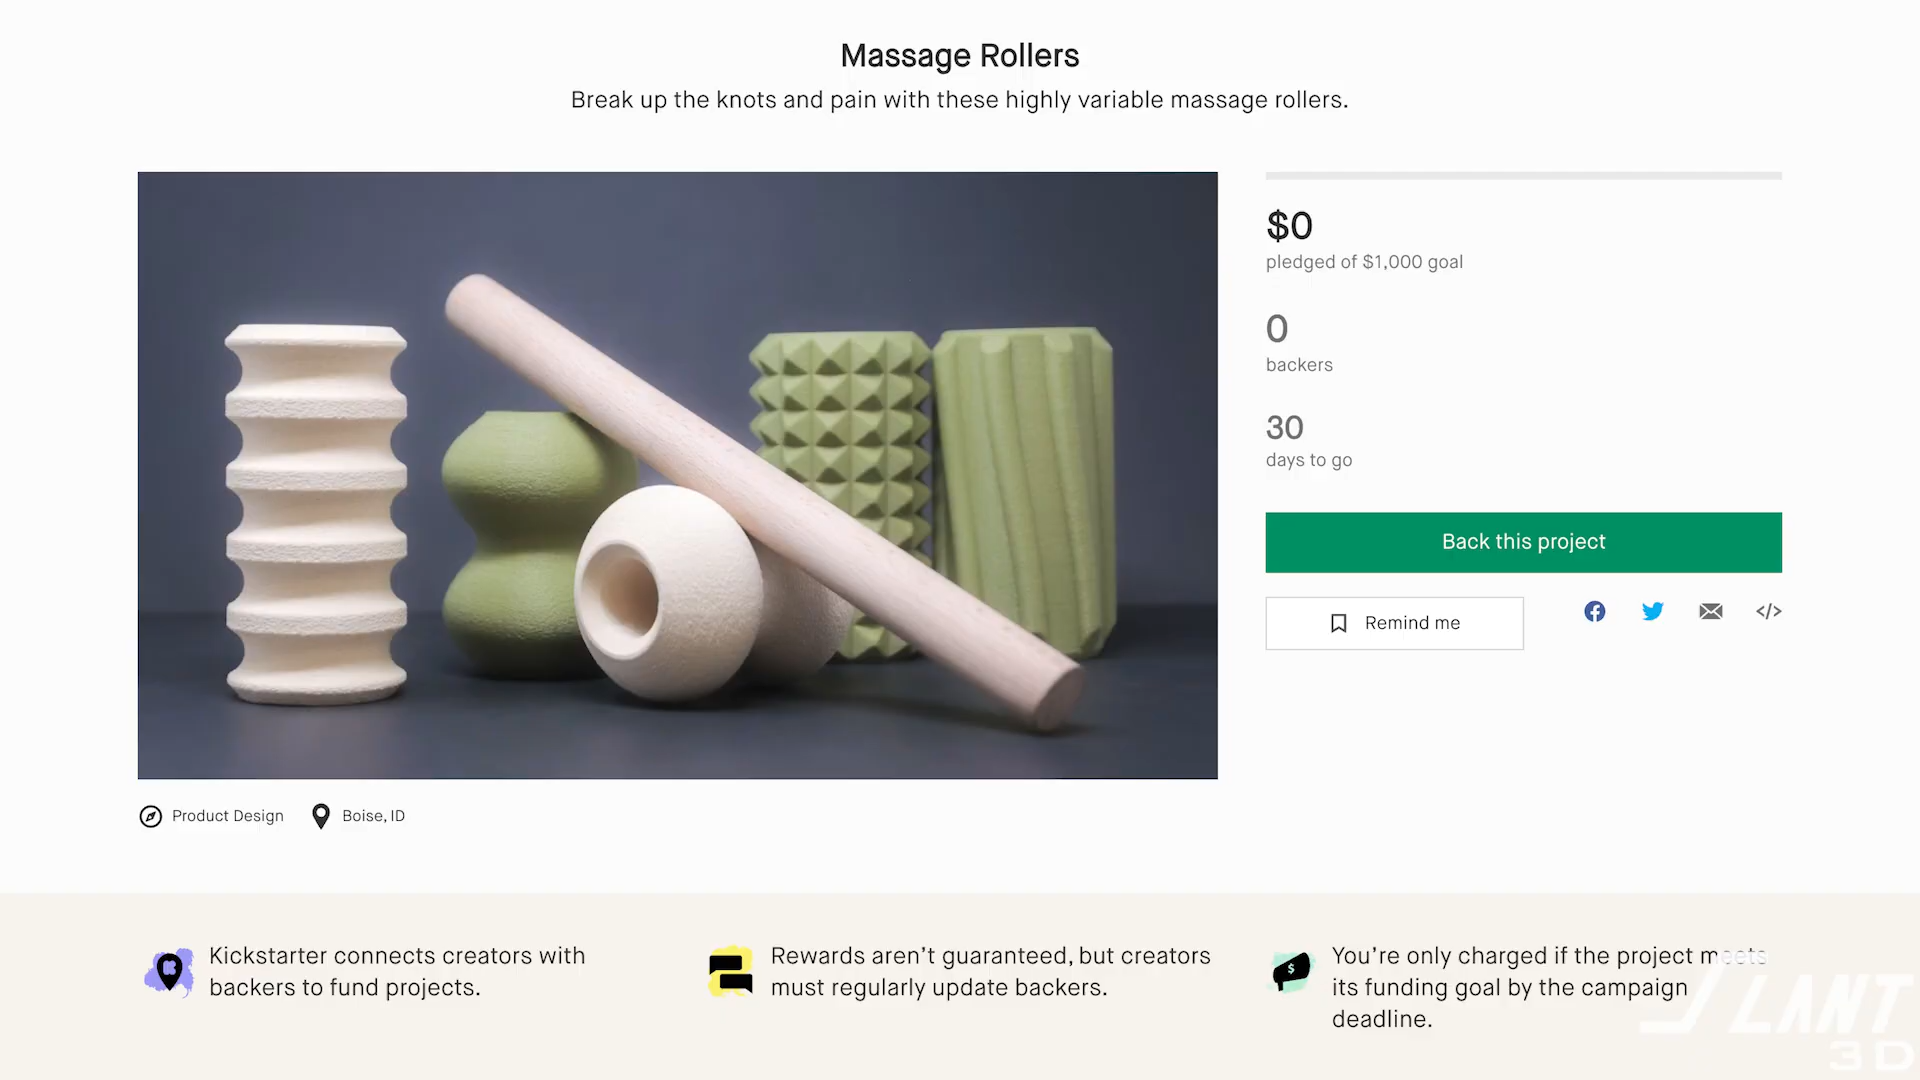 Massage Rollers
Break up the knots and pain with these highly variable massage rollers.
$0
pledged of $1,000 goal
0
backers
30
days to go
Back this project
Remind me
Product Design
Boise, ID
Kickstarter connects creators with
backers to fund projects.
Rewards aren't guaranteed, but creators
must regularly update backers.
$
You're only charged if the project meets
its funding goal by the campaign
deadline.
SLANT
3D